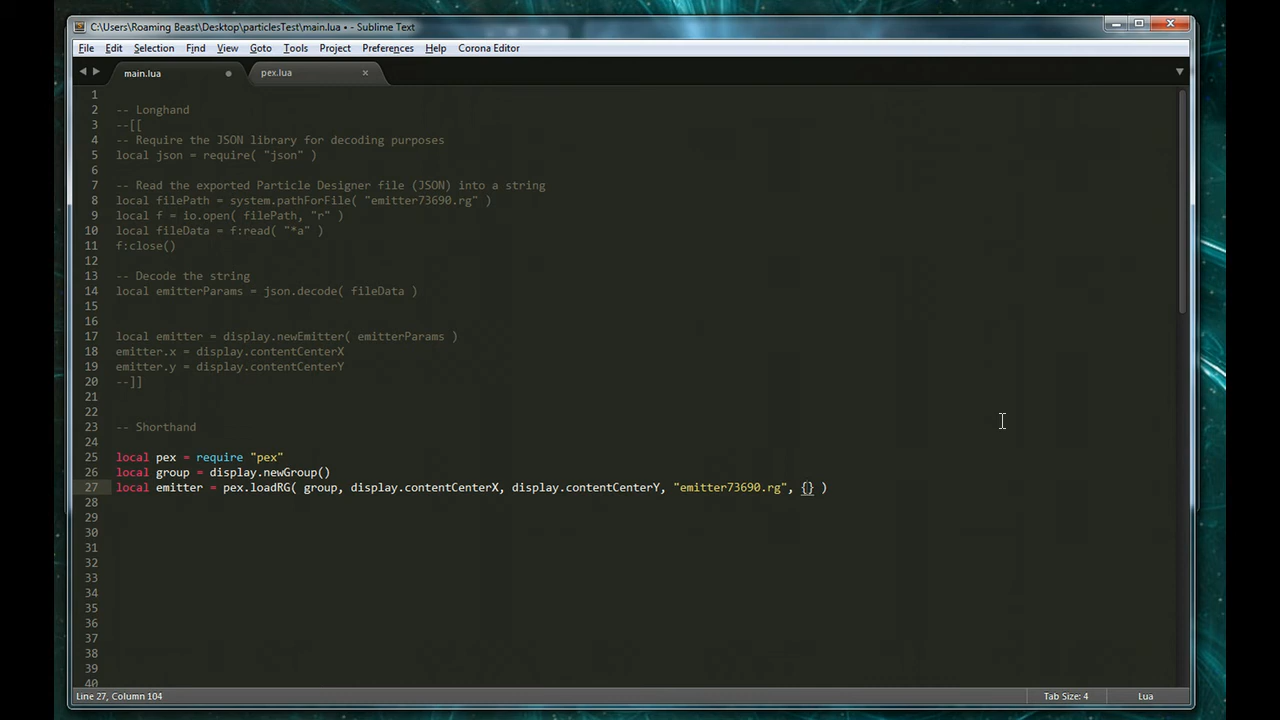 C:\Users\Roaming Beast\Desktop\particlesTest\main.lua • - Sublime Text
File Edit Selection Find View Goto Tools Project Preferences Help Corona Editor
main.lua pex.lua
1
2 -- Longhand
3 --[[
4 -- Require the JSON library for decoding purposes
5 local json = require( "json" )
6
7 -- Read the exported Particle Designer file (JSON) into a string
8 local filePath = system.pathForFile( "emitter73690.rg" )
9 local f = io.open( filePath, "r" )
10 local fileData = f:read( "*a" )
11 f:close()
12
13 -- Decode the string
14 local emitterParams = json.decode( fileData )
15
16
17 local emitter = display.newEmitter( emitterParams )
18 emitter.x = display.contentCenterX
19 emitter.y = display.contentCenterY
20 --]]
21
22
23 -- Shorthand
24
25 local pex = require "pex"
26 local group = display.newGroup()
27 local emitter = pex.loadRG( group, display.contentCenterX, display.contentCenterY, "emitter73690.rg", {} )
28
29
30
31
32
33
34
35
36
37
38
39
40
Line 27, Column 104 Tab Size: 4 Lua